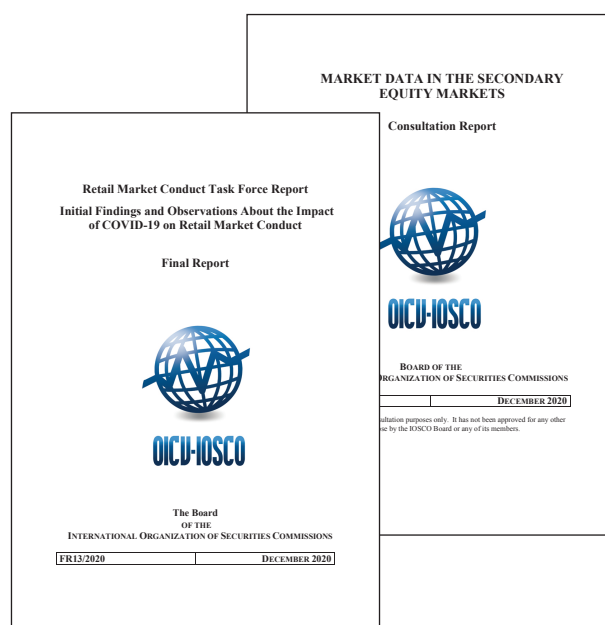 MARKET DATA IN THE SECONDARY
EQUITY MARKETS
Consultation Report
OICU-IOSCO
BOARD OF THE
ORGANIZATION OF SECURITIES COMMISSIONS
DECEMBER 2020
purposes only. It has not been approved for any other
by the IOSCO Board or any of its members.
Retail Market Conduct Task Force Report
Initial Findings and Observations About the Impact
of COVID-19 on Retail Market Conduct
Final Report
OICU-IOSCO
The Board
OF THE
INTERNATIONAL ORGANIZATION OF SECURITIES COMMISSIONS
FR13/2020 DECEMBER 2020